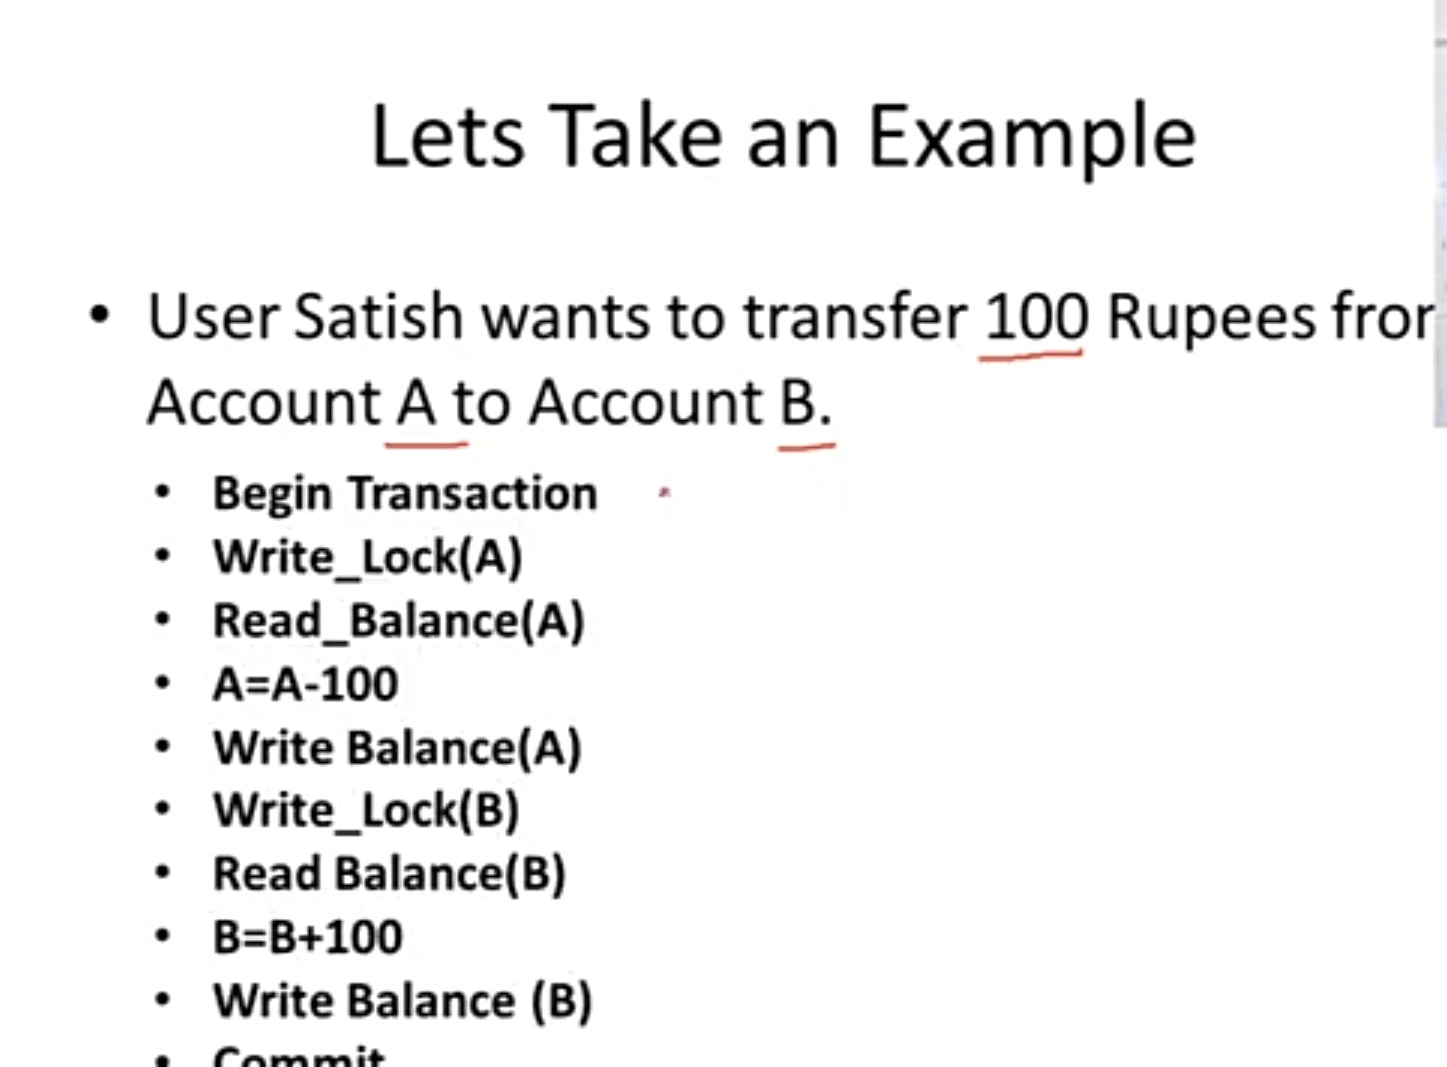 Lets Take an Example
• User Satish wants to transfer 100 Rupees
Account A to Account B.
• Begin Transaction
• Write_Lock(A)
• Read_Balance(A)
• A=A-100
• Write Balance(A)
• Write_Lock(B)
• Read Balance(B)
• B=B+100
• Write Balance (B)
• Commit